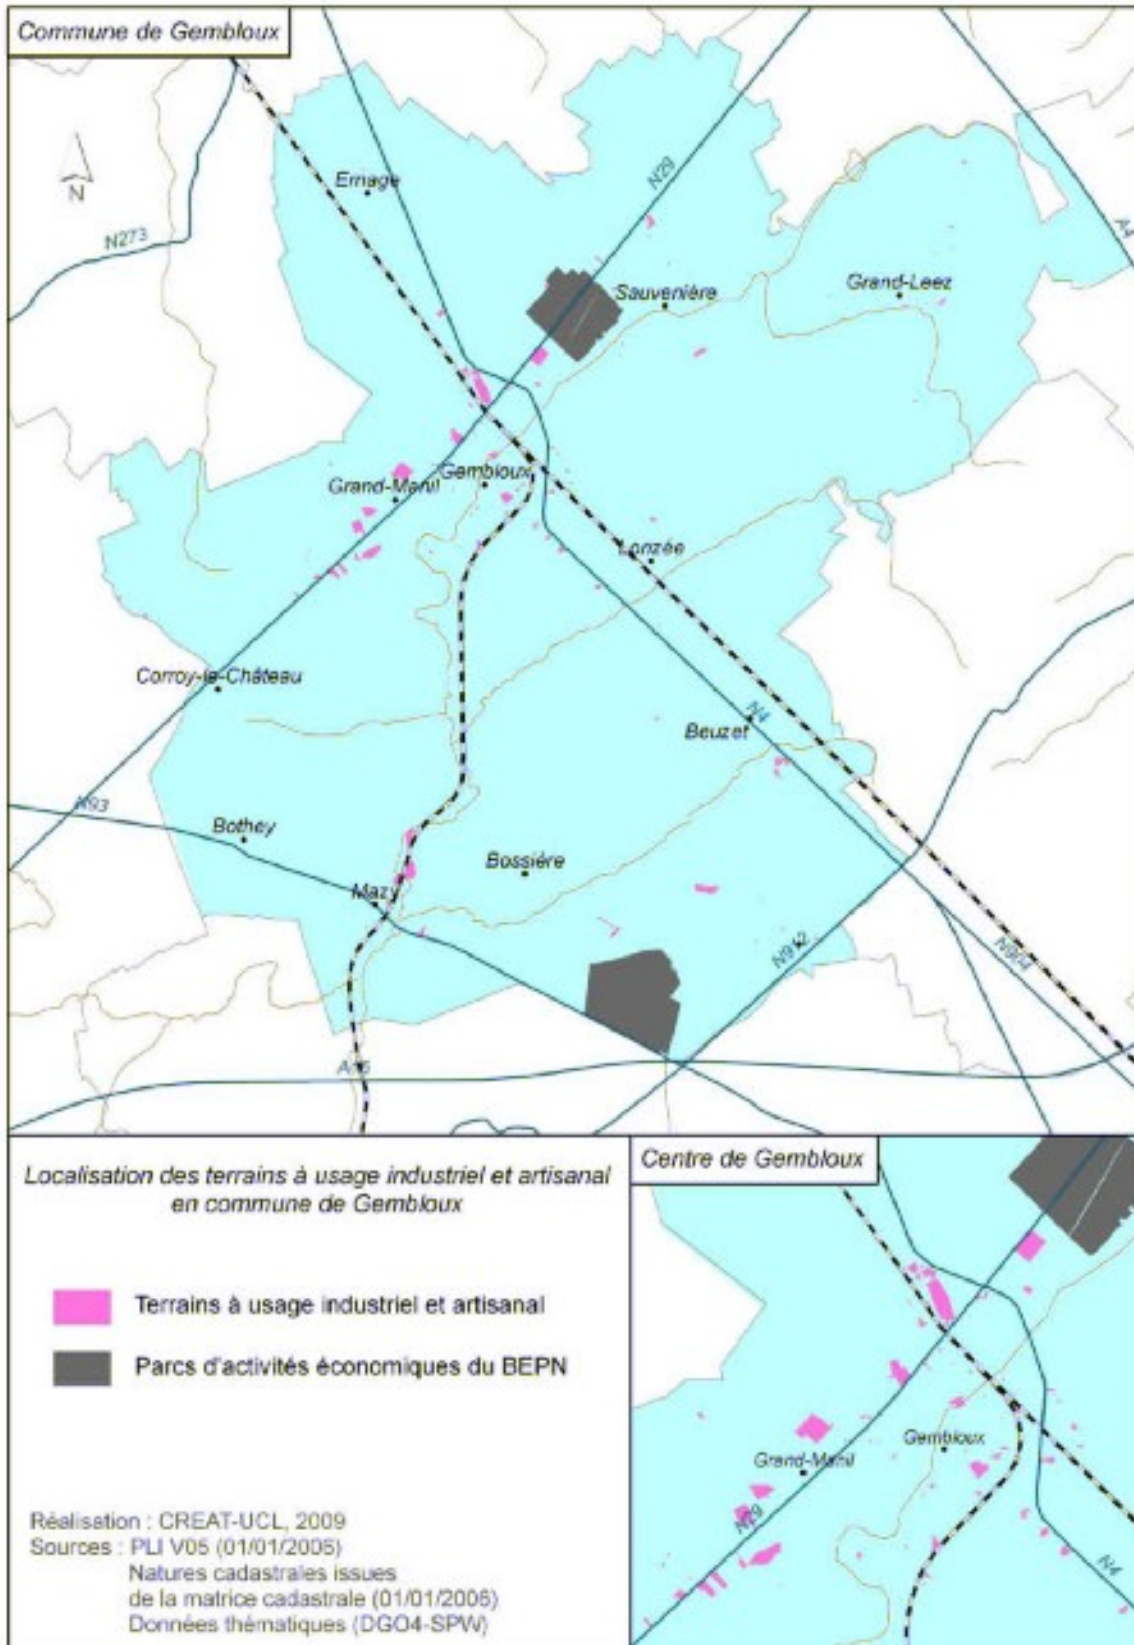 Commune de Gembloux
N
N273
Ernage
N29
A4
Sauvenière
Grand-Leez
Gembloux
Grand-Manil
Lonzée
Corroy-le-Château
N4
Beuzet
N93
Bothey
Bossière
Mazy
N912
N904
Localisation des terrains à usage industriel et artisanal
en commune de Gembloux
Terrains à usage industriel et artisanal
Parcs d'activités économiques du BEPN
Réalisation : CREAT-UCL, 2009
Sources : PLI V05 (01/01/2006)
Natures cadastrales issues
de la matrice cadastrale (01/01/2006)
Données thématiques (DGO4-SPW)
Centre de Gembloux
Gembloux
Grand-Manil
N29
N4